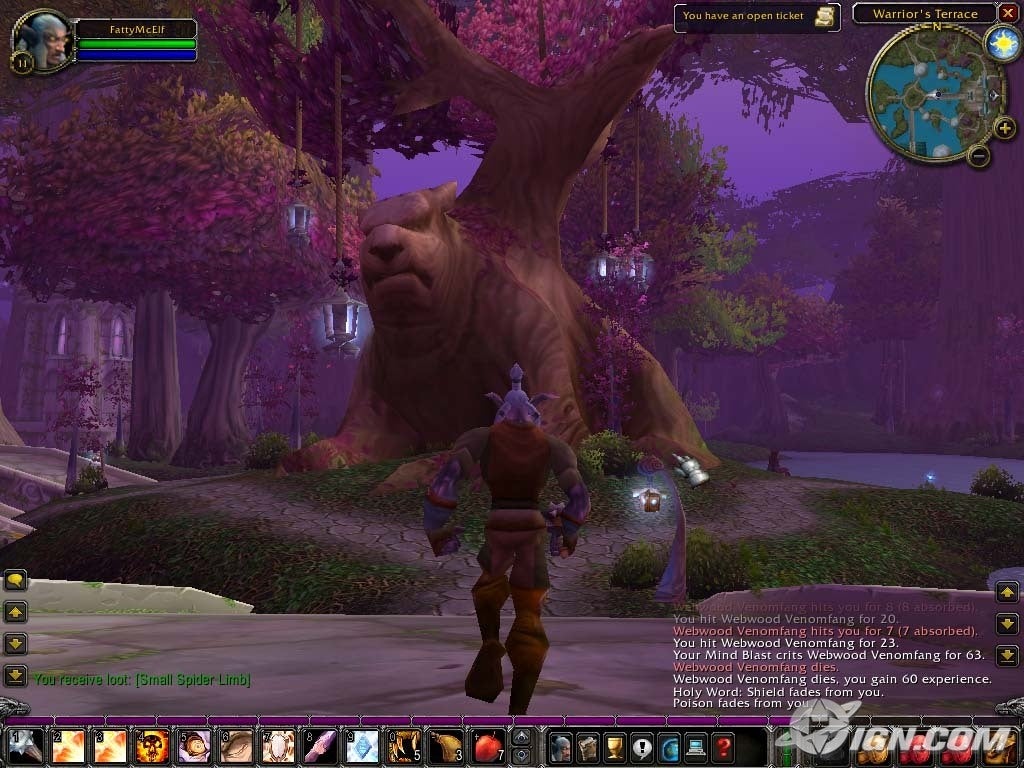 FattyMcElf
11
You have an open ticket
Warrior's Terrace
N
Webwood Venomfang hits you for 8 (8 absorbed).
You hit Webwood Venomfang for 20.
Webwood Venomfang hits you for 7 (7 absorbed).
You hit Webwood Venomfang for 23.
Your Mind Blast crits Webwood Venomfang for 63.
Webwood Venomfang dies.
Webwood Venomfang dies, you gain 60 experience.
Holy Word: Shield fades from you.
Poison fades from you.
You receive loot: [Small Spider Limb]
1 2 3 4 5 6 7 8 9 0 5 - 3 + 7
IGN.COM